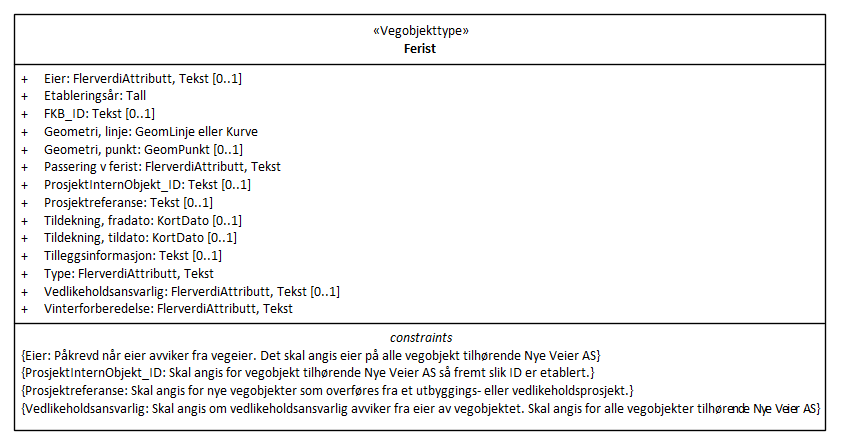 «Vegobjekttype»
Ferist
+ Eier: FlerverdiAttributt, Tekst [0..1]
+ Etableringsår: Tall
+ FKB_ID: Tekst [0..1]
+ Geometri, linje: GeomLinje eller Kurve
+ Geometri, punkt: GeomPunkt [0..1]
+ Passering v ferist: FlerverdiAttributt, Tekst
+ ProsjektInternObjekt_ID: Tekst [0..1]
+ Prosjektreferanse: Tekst [0..1]
+ Tildekning, fradato: KortDato [0..1]
+ Tildekning, tildato: KortDato [0..1]
+ Tilleggsinformasjon: Tekst [0..1]
+ Type: FlerverdiAttributt, Tekst
+ Vedlikeholdsansvarlig: FlerverdiAttributt, Tekst [0..1]
+ Vinterforberedelse: FlerverdiAttributt, Tekst
constraints
{Eier: Påkrevd når eier avviker fra vegeier. Det skal angis eier på alle vegobjekt tilhørende Nye Veier AS}
{ProsjektInternObjekt_ID: Skal angis for vegobjekt tilhørende Nye Veier AS så fremt slik ID er etablert.}
{Prosjektreferanse: Skal angis for nye vegobjekter som overføres fra et utbyggings- eller vedlikeholdsprosjekt.}
{Vedlikeholdsansvarlig: Skal angis om vedlikeholdsansvarlig avviker fra eier av vegobjektet. Skal angis for alle vegobjekter tilhørende Nye Veier AS}